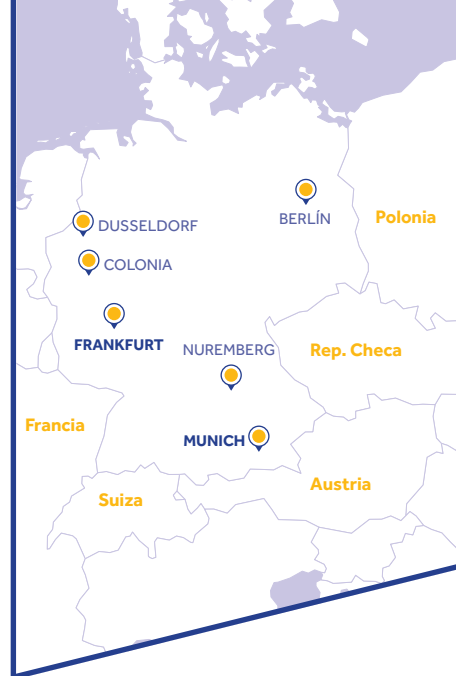 BERLÍN
Polonia
DUSSELDORF
COLONIA
FRANKFURT
NUREMBERG
Rep. Checa
Francia
MUNICH
Austria
Suiza